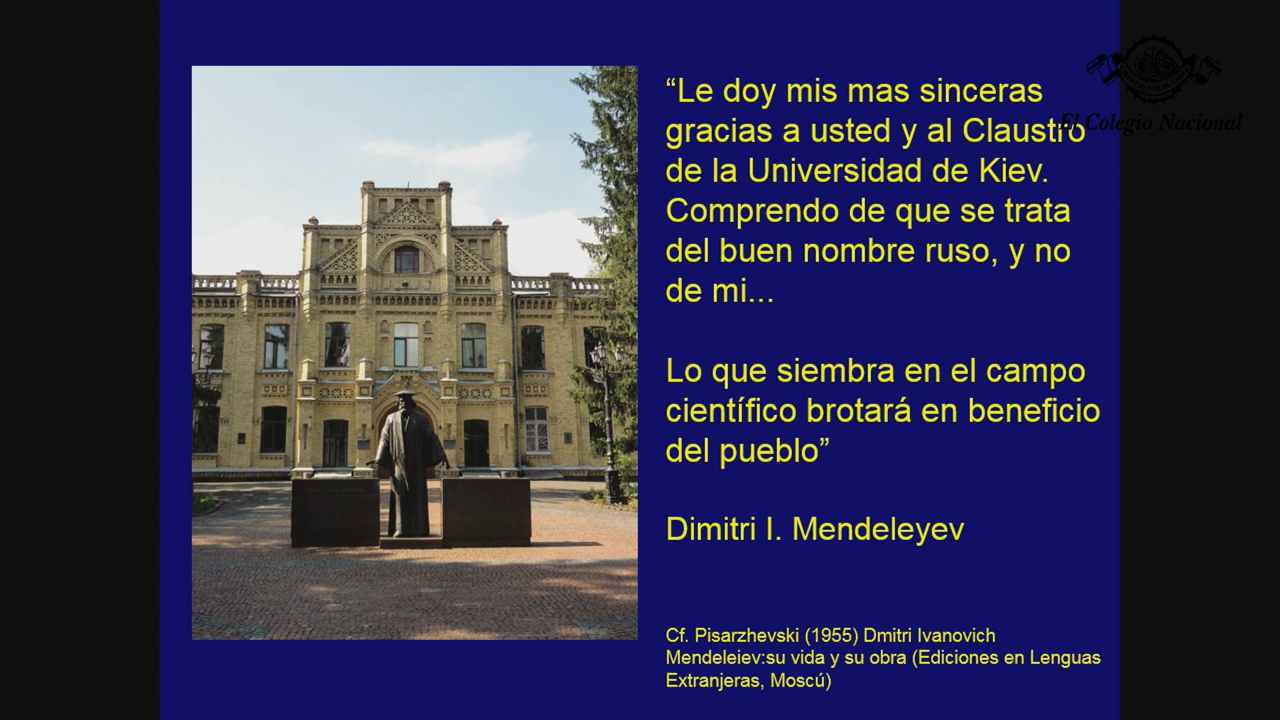 “Le doy mis mas sinceras
gracias a usted y al Claustro
de la Universidad de Kiev.
Comprendo de que se trata
del buen nombre ruso, y no
de mi...
Lo que siembra en el campo
científico brotará en beneficio
del pueblo”
Dimitri I. Mendeleyev
Cf. Pisarzhevski (1955) Dmitri Ivanovich
Mendeleiev:su vida y su obra (Ediciones en Lenguas
Extranjeras, Moscú)
El Colegio Nacional